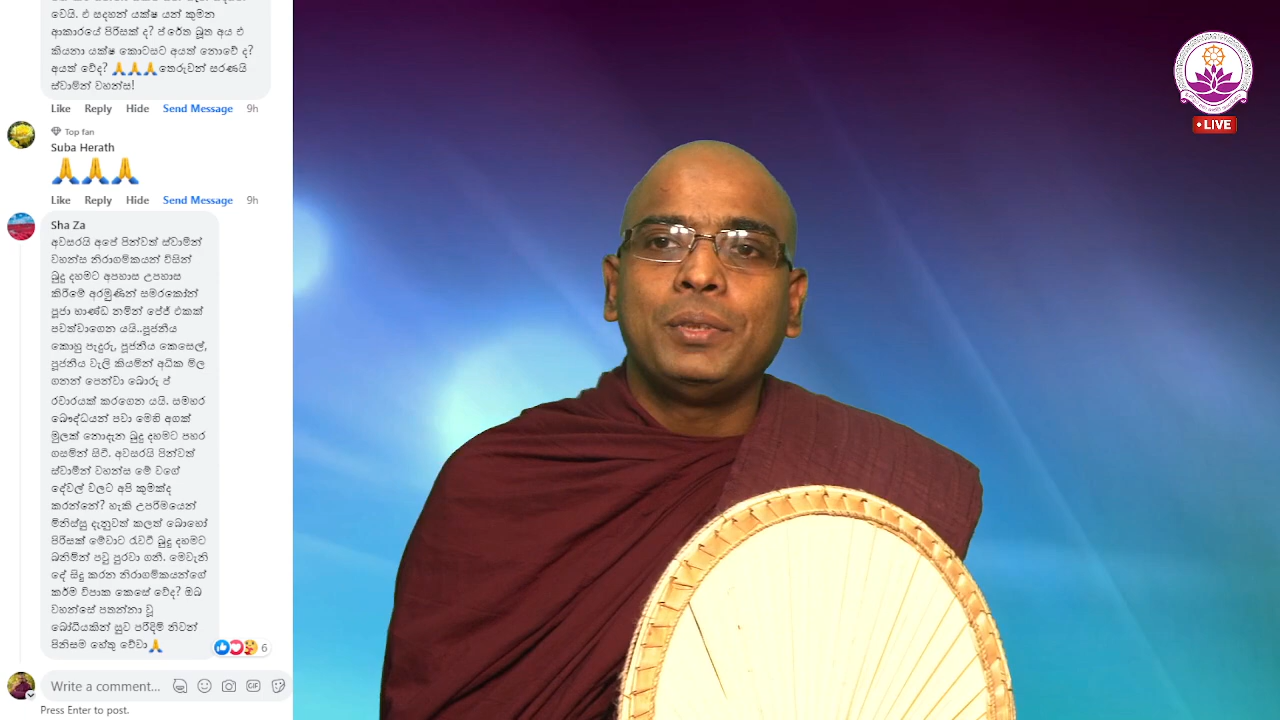 වෙයි. එ සඳහන් යක්ෂ යන් කුමන
ආකාරයේ පිරිසක් ද? ප්‍රේත භූත අය එ
කියනා යක්ෂ කොටසට අයත් නොවේ ද?
අයත් වේද? 🙏🙏🙏තෙරුවන් සරණයි
ස්වාමින් වහන්ස!
Like Reply Hide Send Message 9h
Top fan
Suba Herath
🙏🙏🙏
Like Reply Hide Send Message 9h
Sha Za
අවසරයි අපේ පින්වත් ස්වාමීන්
වහන්ස නිරාගමිකයන් විසින්
බුදු දහමට අපහාස උපහාස
කිරීමේ අරමුණින් සමරකෝන්
පූජා භාණ්ඩ නමින් පේජ් එකක්
පවත්වාගෙන යයි..පූජනීය
කොහු පැදුරු, පූජනීය කෙසෙල්,
පූජනීය වැලි කියමින් අධික මිල
ගනන් පෙන්වා බොරු ප්
රචාරයක් කරගෙන යයි. සමහර
බෞද්ධයන් පවා මෙහි අගක්
මුලක් නොදැන බුදු දහමට පහර
ගසමින් සිටී. අවසරයි පින්වත්
ස්වාමීන් වහන්ස මේ වගේ
දේවල් වලට අපි කුමක්ද
කරන්නේ? හැකි උපරිමයෙන්
මිනිස්සු දැනුවත් කලත් බොහෝ
පිරිසක් මේවාට රැවටී බුදු දහමට
බනිමින් පවු පුරවා ගනී. මෙවැනි
දේ සිදු කරන නිරාගමිකයන්ගේ
කර්ම විපාක කෙසේ වේද? ඔබ
වහන්සේ පතන්නා වූ
බෝධියකින් සුව පරිදිම් නිවන්
පිනිසම හේතු වේවා🙏
6
Write a comment...
GIF
Press Enter to post.
LIVE